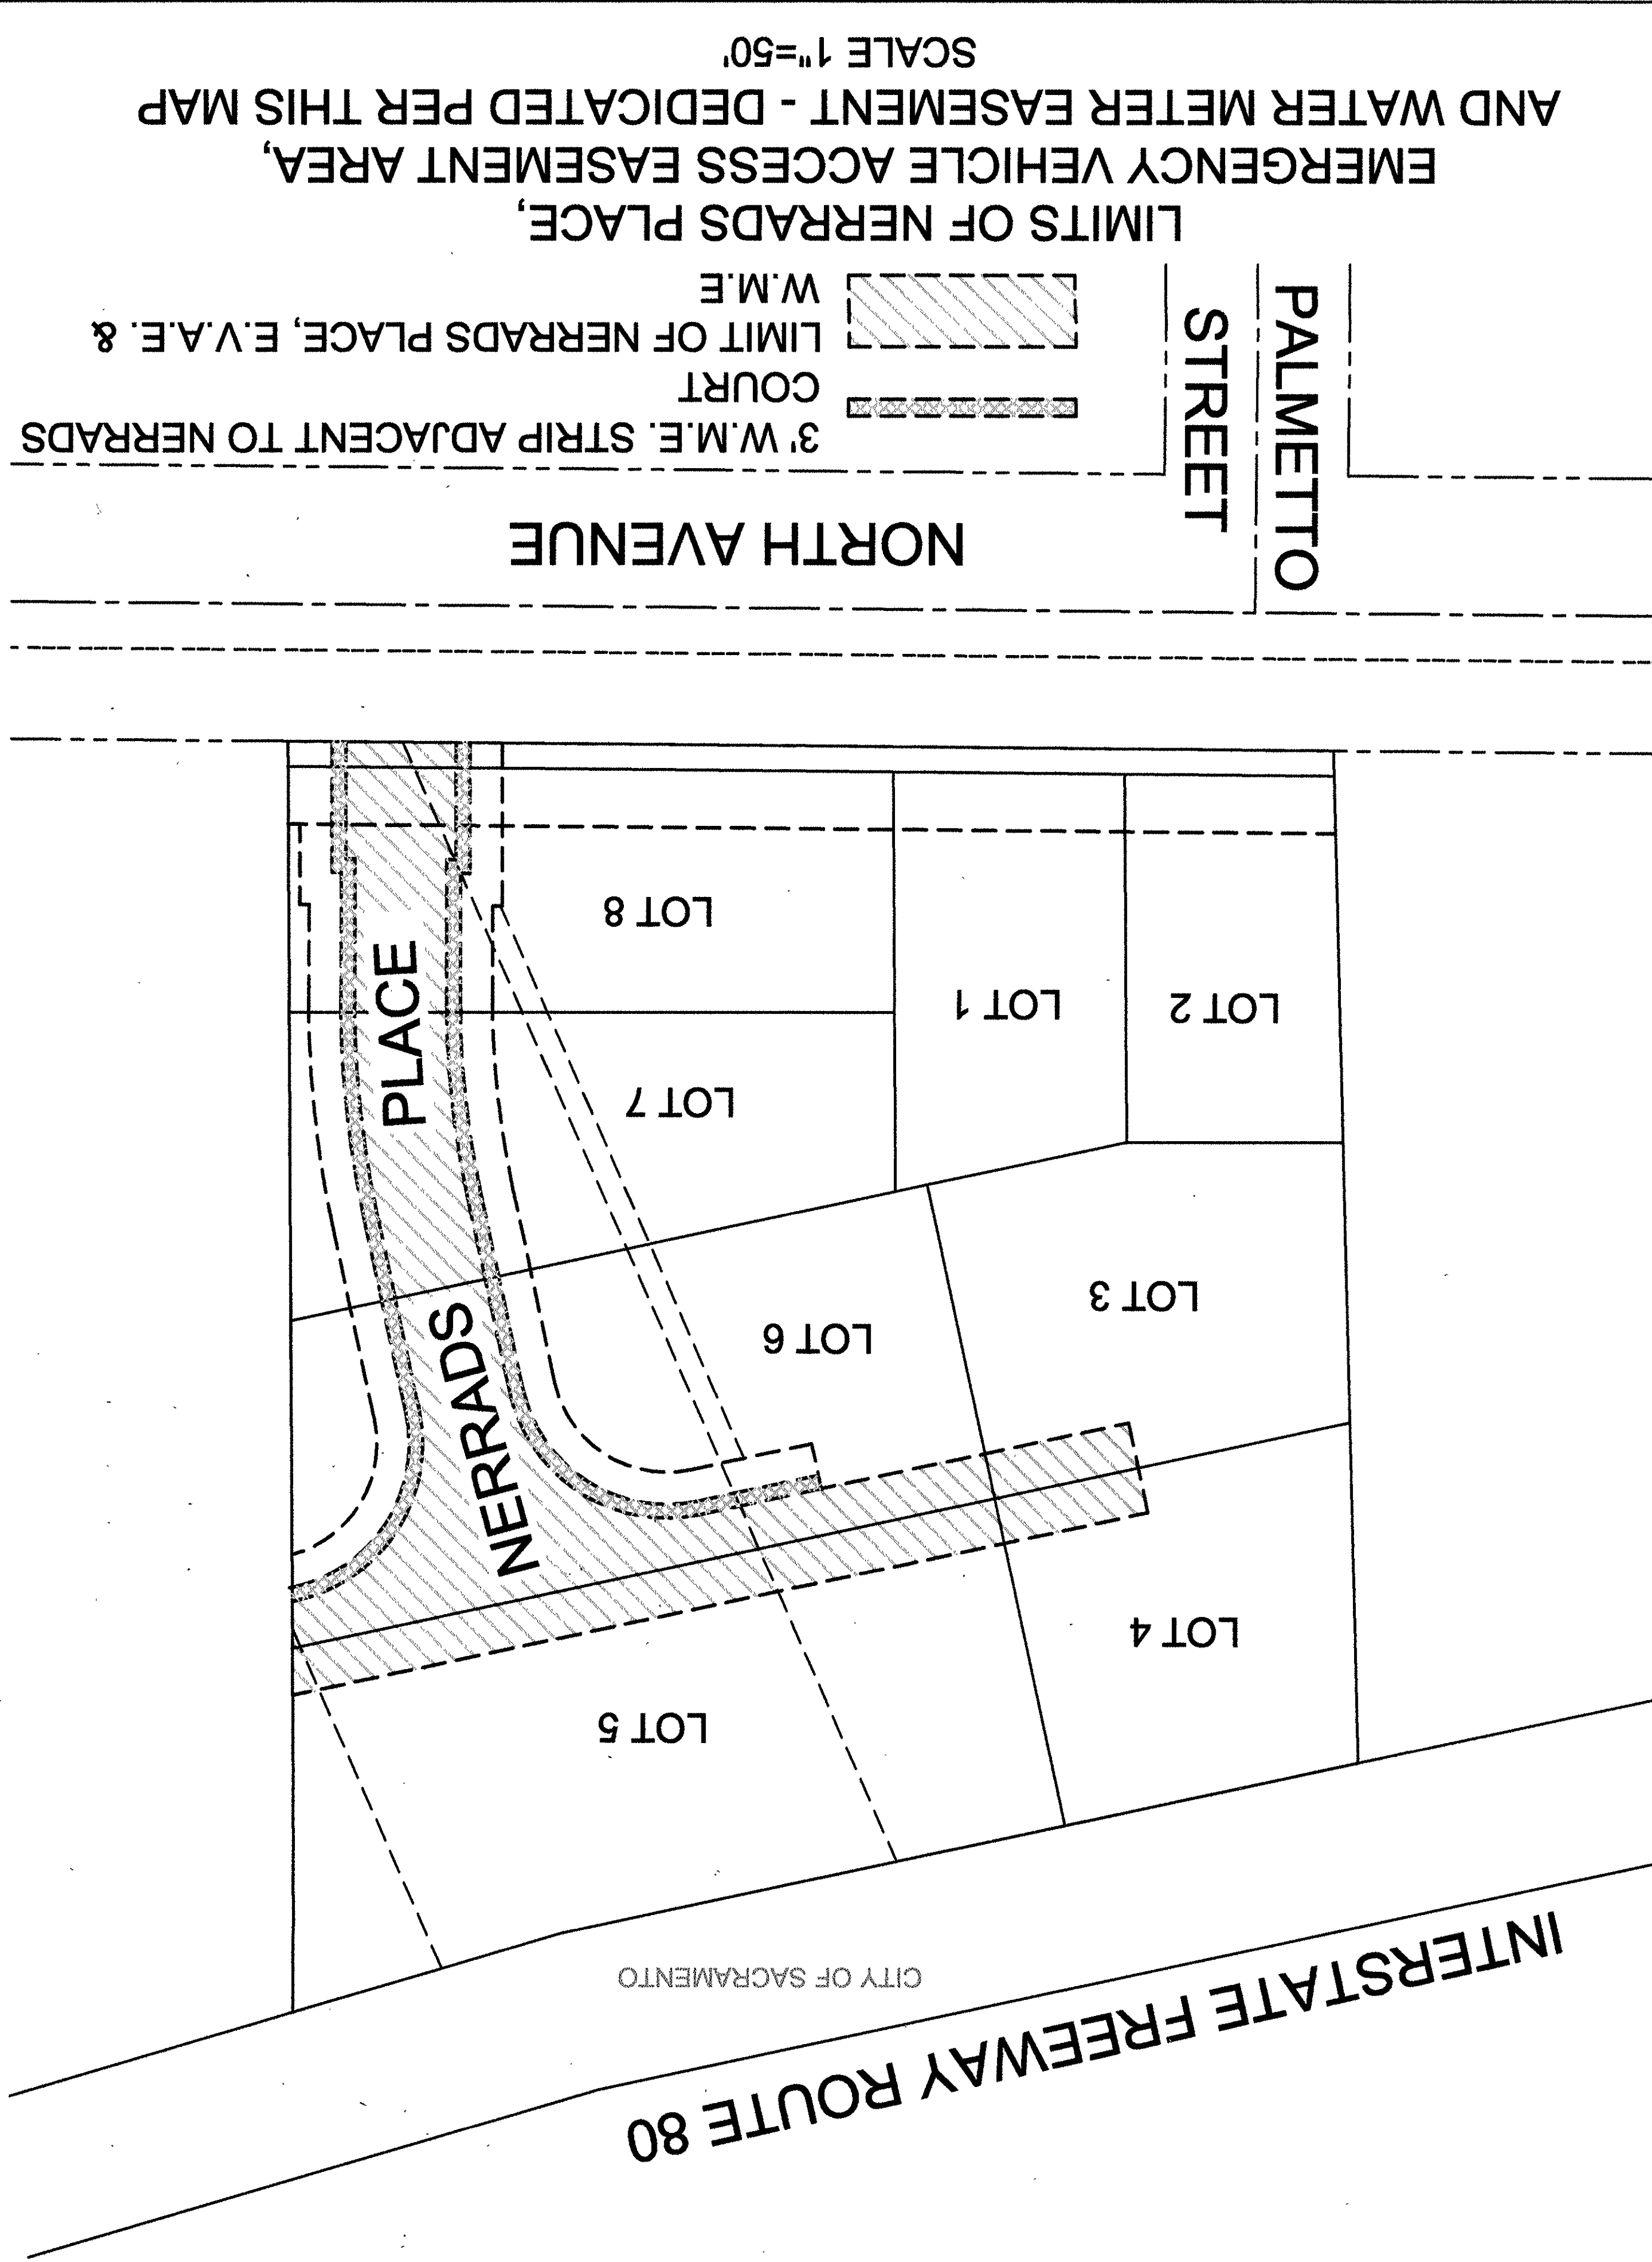 INTERSTATE FREEWAY ROUTE 80
CITY OF SACRAMENTO
LOT 5
LOT 4
NERRADS
PLACE
LOT 6
LOT 3
LOT 7
LOT 1
LOT 2
LOT 8
NORTH AVENUE
PALMETTO
STREET
3' W.M.E. STRIP ADJACENT TO NERRADS
COURT
LIMIT OF NERRADS PLACE, E.V.A.E. &
W.M.E
LIMITS OF NERRADS PLACE,
EMERGENCY VEHICLE ACCESS EASEMENT AREA,
AND WATER METER EASEMENT - DEDICATED PER THIS MAP
SCALE 1"=50'